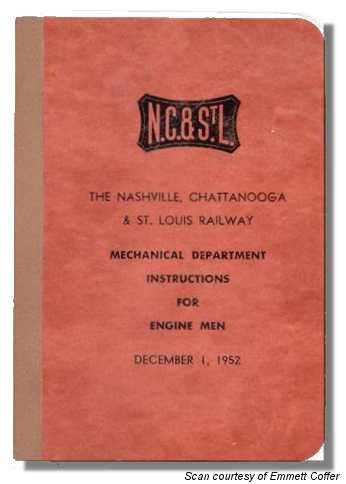 N.C.&ST.L.
THE NASHVILLE, CHATTANOOGA
& ST. LOUIS RAILWAY
MECHANICAL DEPARTMENT
INSTRUCTIONS
FOR
ENGINE MEN
DECEMBER 1, 1952
Scan courtesy of Emmett Coffer